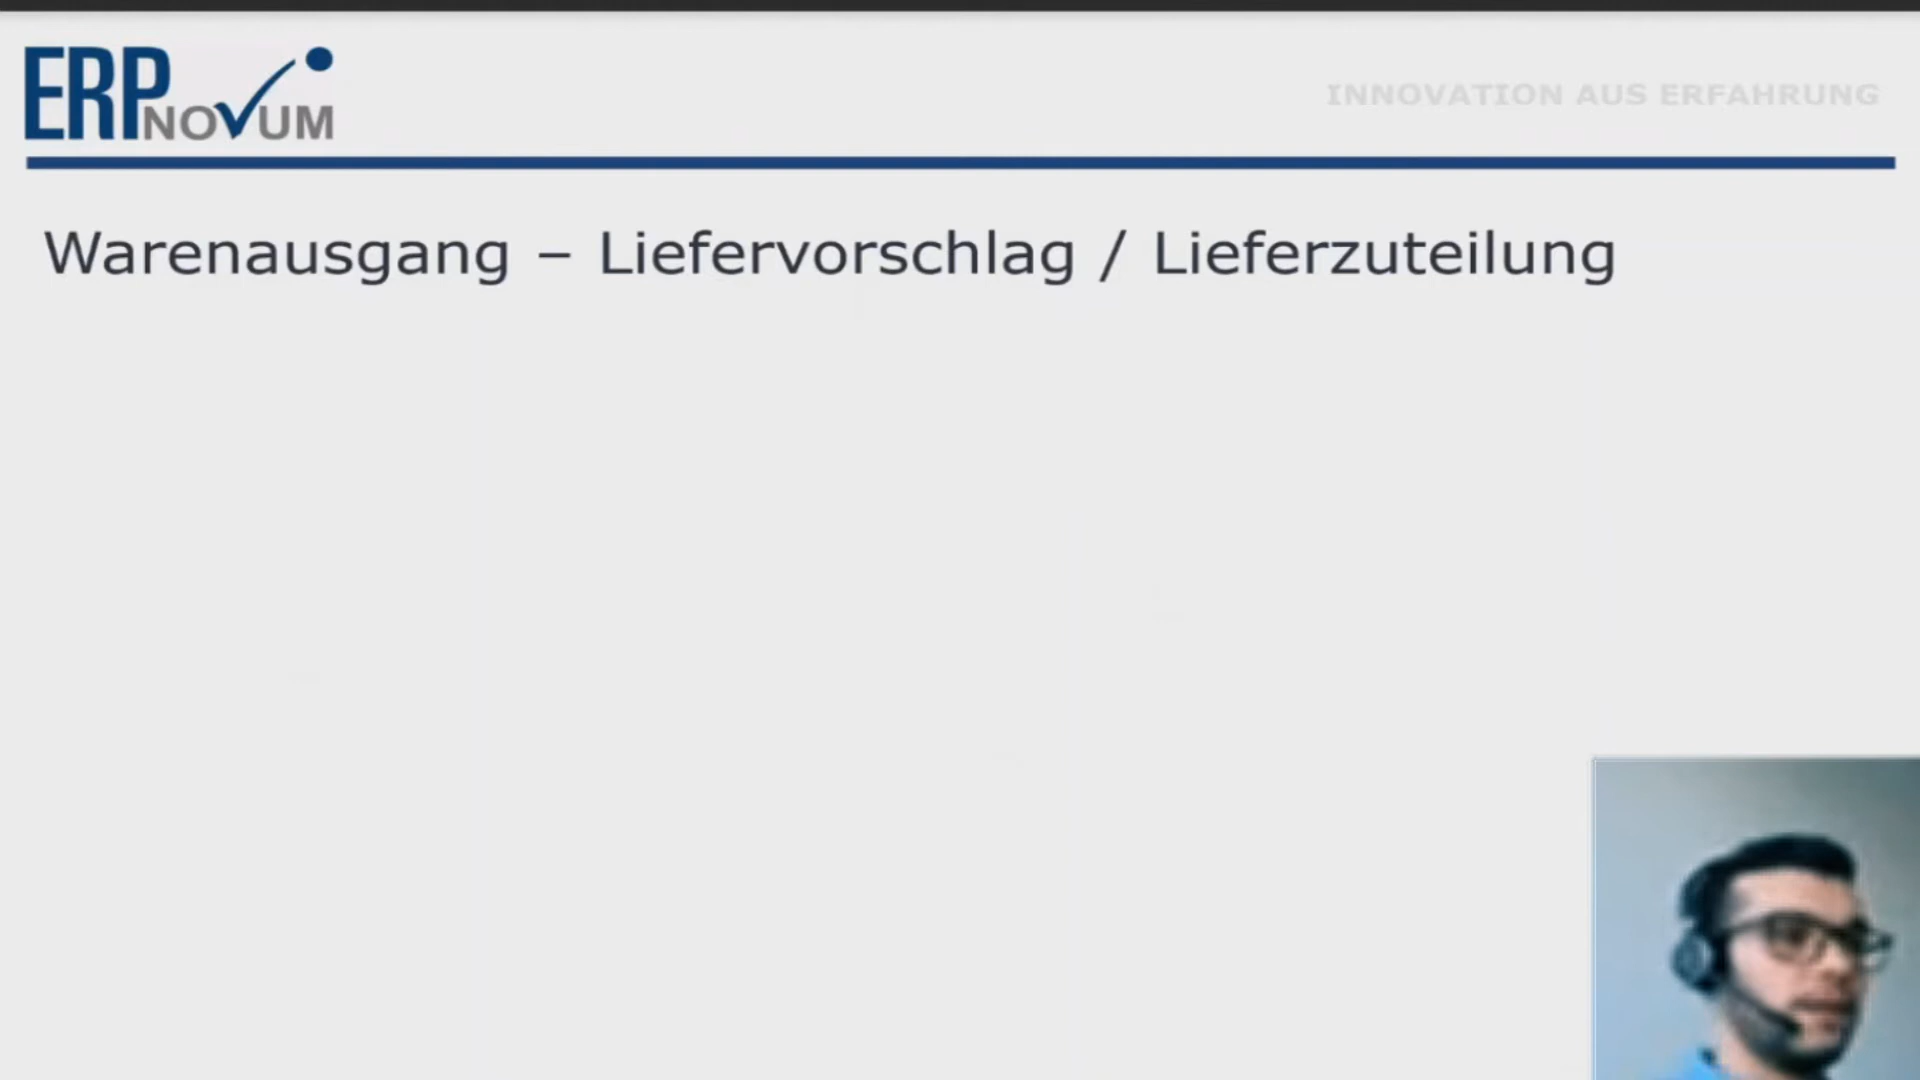 ERP NOVUM
INNOVATION AUS ERFAHRUNG
Warenausgang – Liefervorschlag / Lieferzuteilung